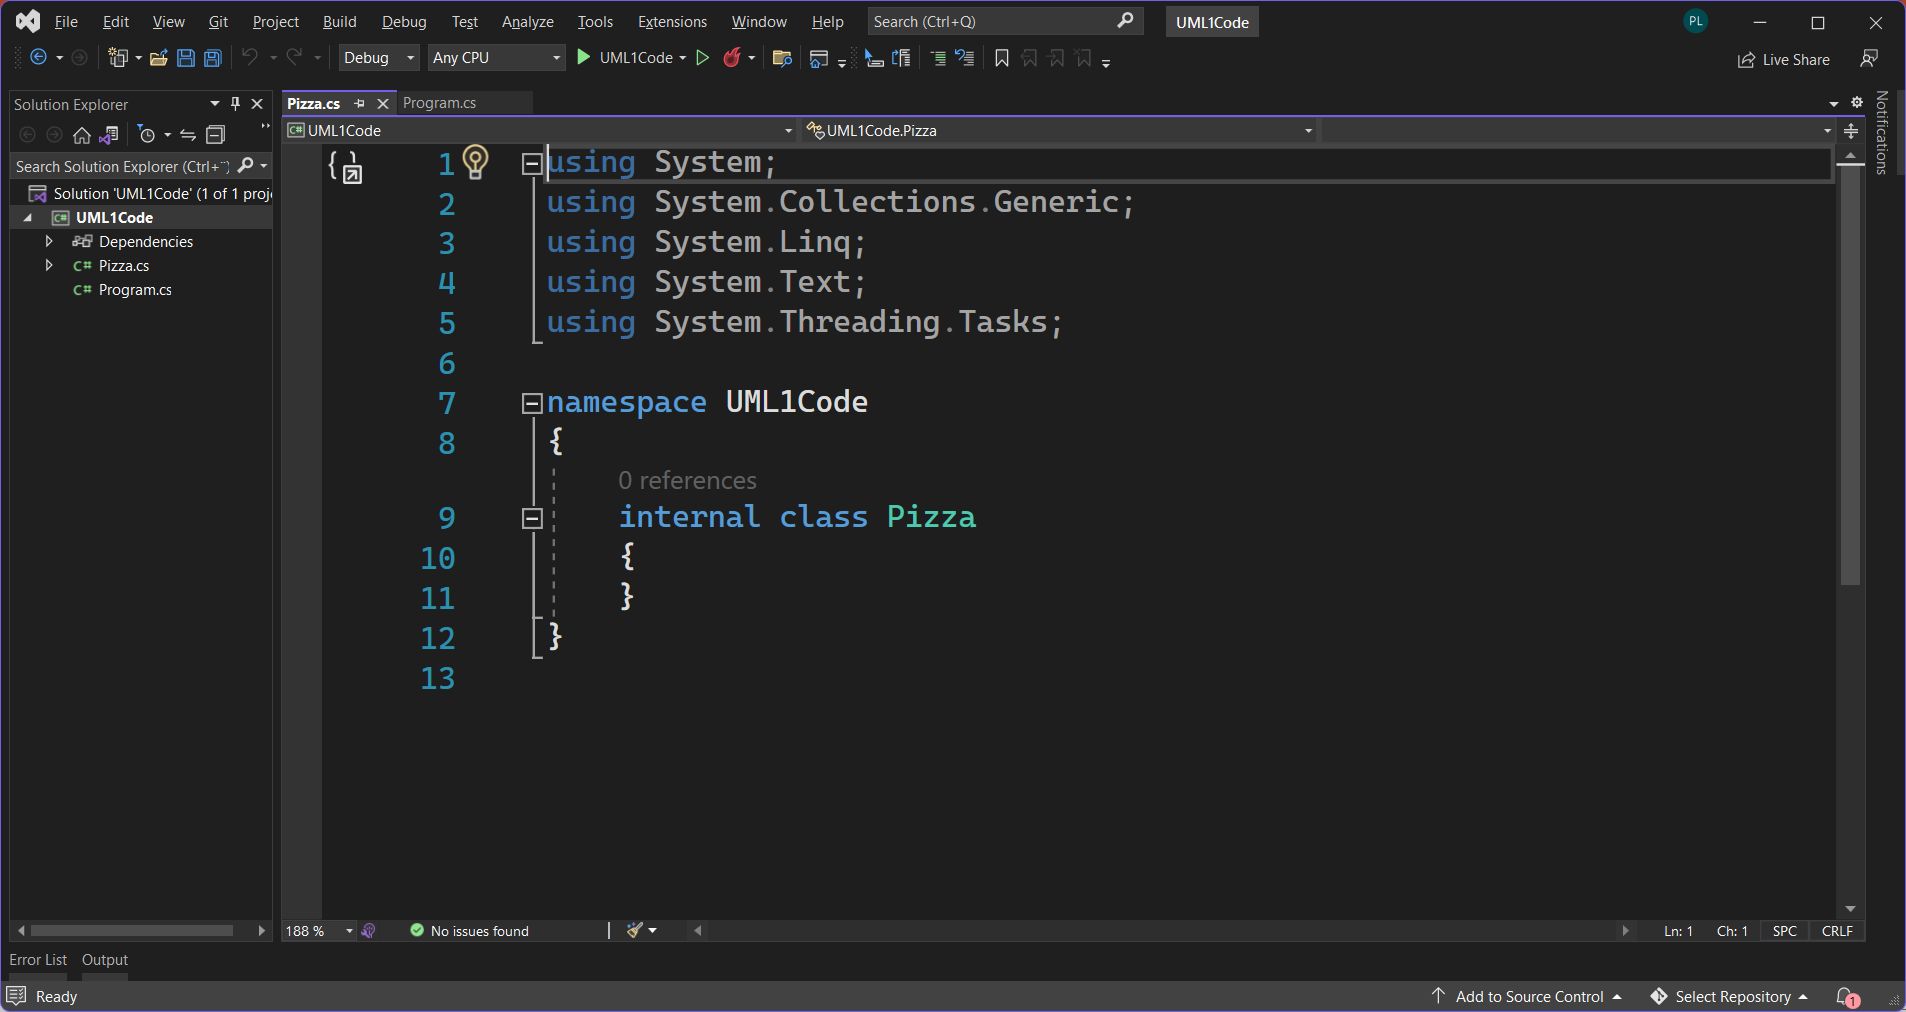 File Edit View Git Project Build Debug Test Analyze Tools Extensions Window Help Search (Ctrl+Q) UML1Code PL
Debug Any CPU UML1Code Live Share
Solution Explorer
Search Solution Explorer (Ctrl+¨)
Solution 'UML1Code' (1 of 1 proj
UML1Code
Dependencies
C# Pizza.cs
C# Program.cs
Pizza.cs Program.cs
C# UML1Code UML1Code.Pizza
Notifications
1 using System;
2 using System.Collections.Generic;
3 using System.Linq;
4 using System.Text;
5 using System.Threading.Tasks;
6
7 namespace UML1Code
8 {
0 references
9 internal class Pizza
10 {
11 }
12 }
13
188 % No issues found Ln: 1 Ch: 1 SPC CRLF
Error List Output
Ready Add to Source Control Select Repository 1